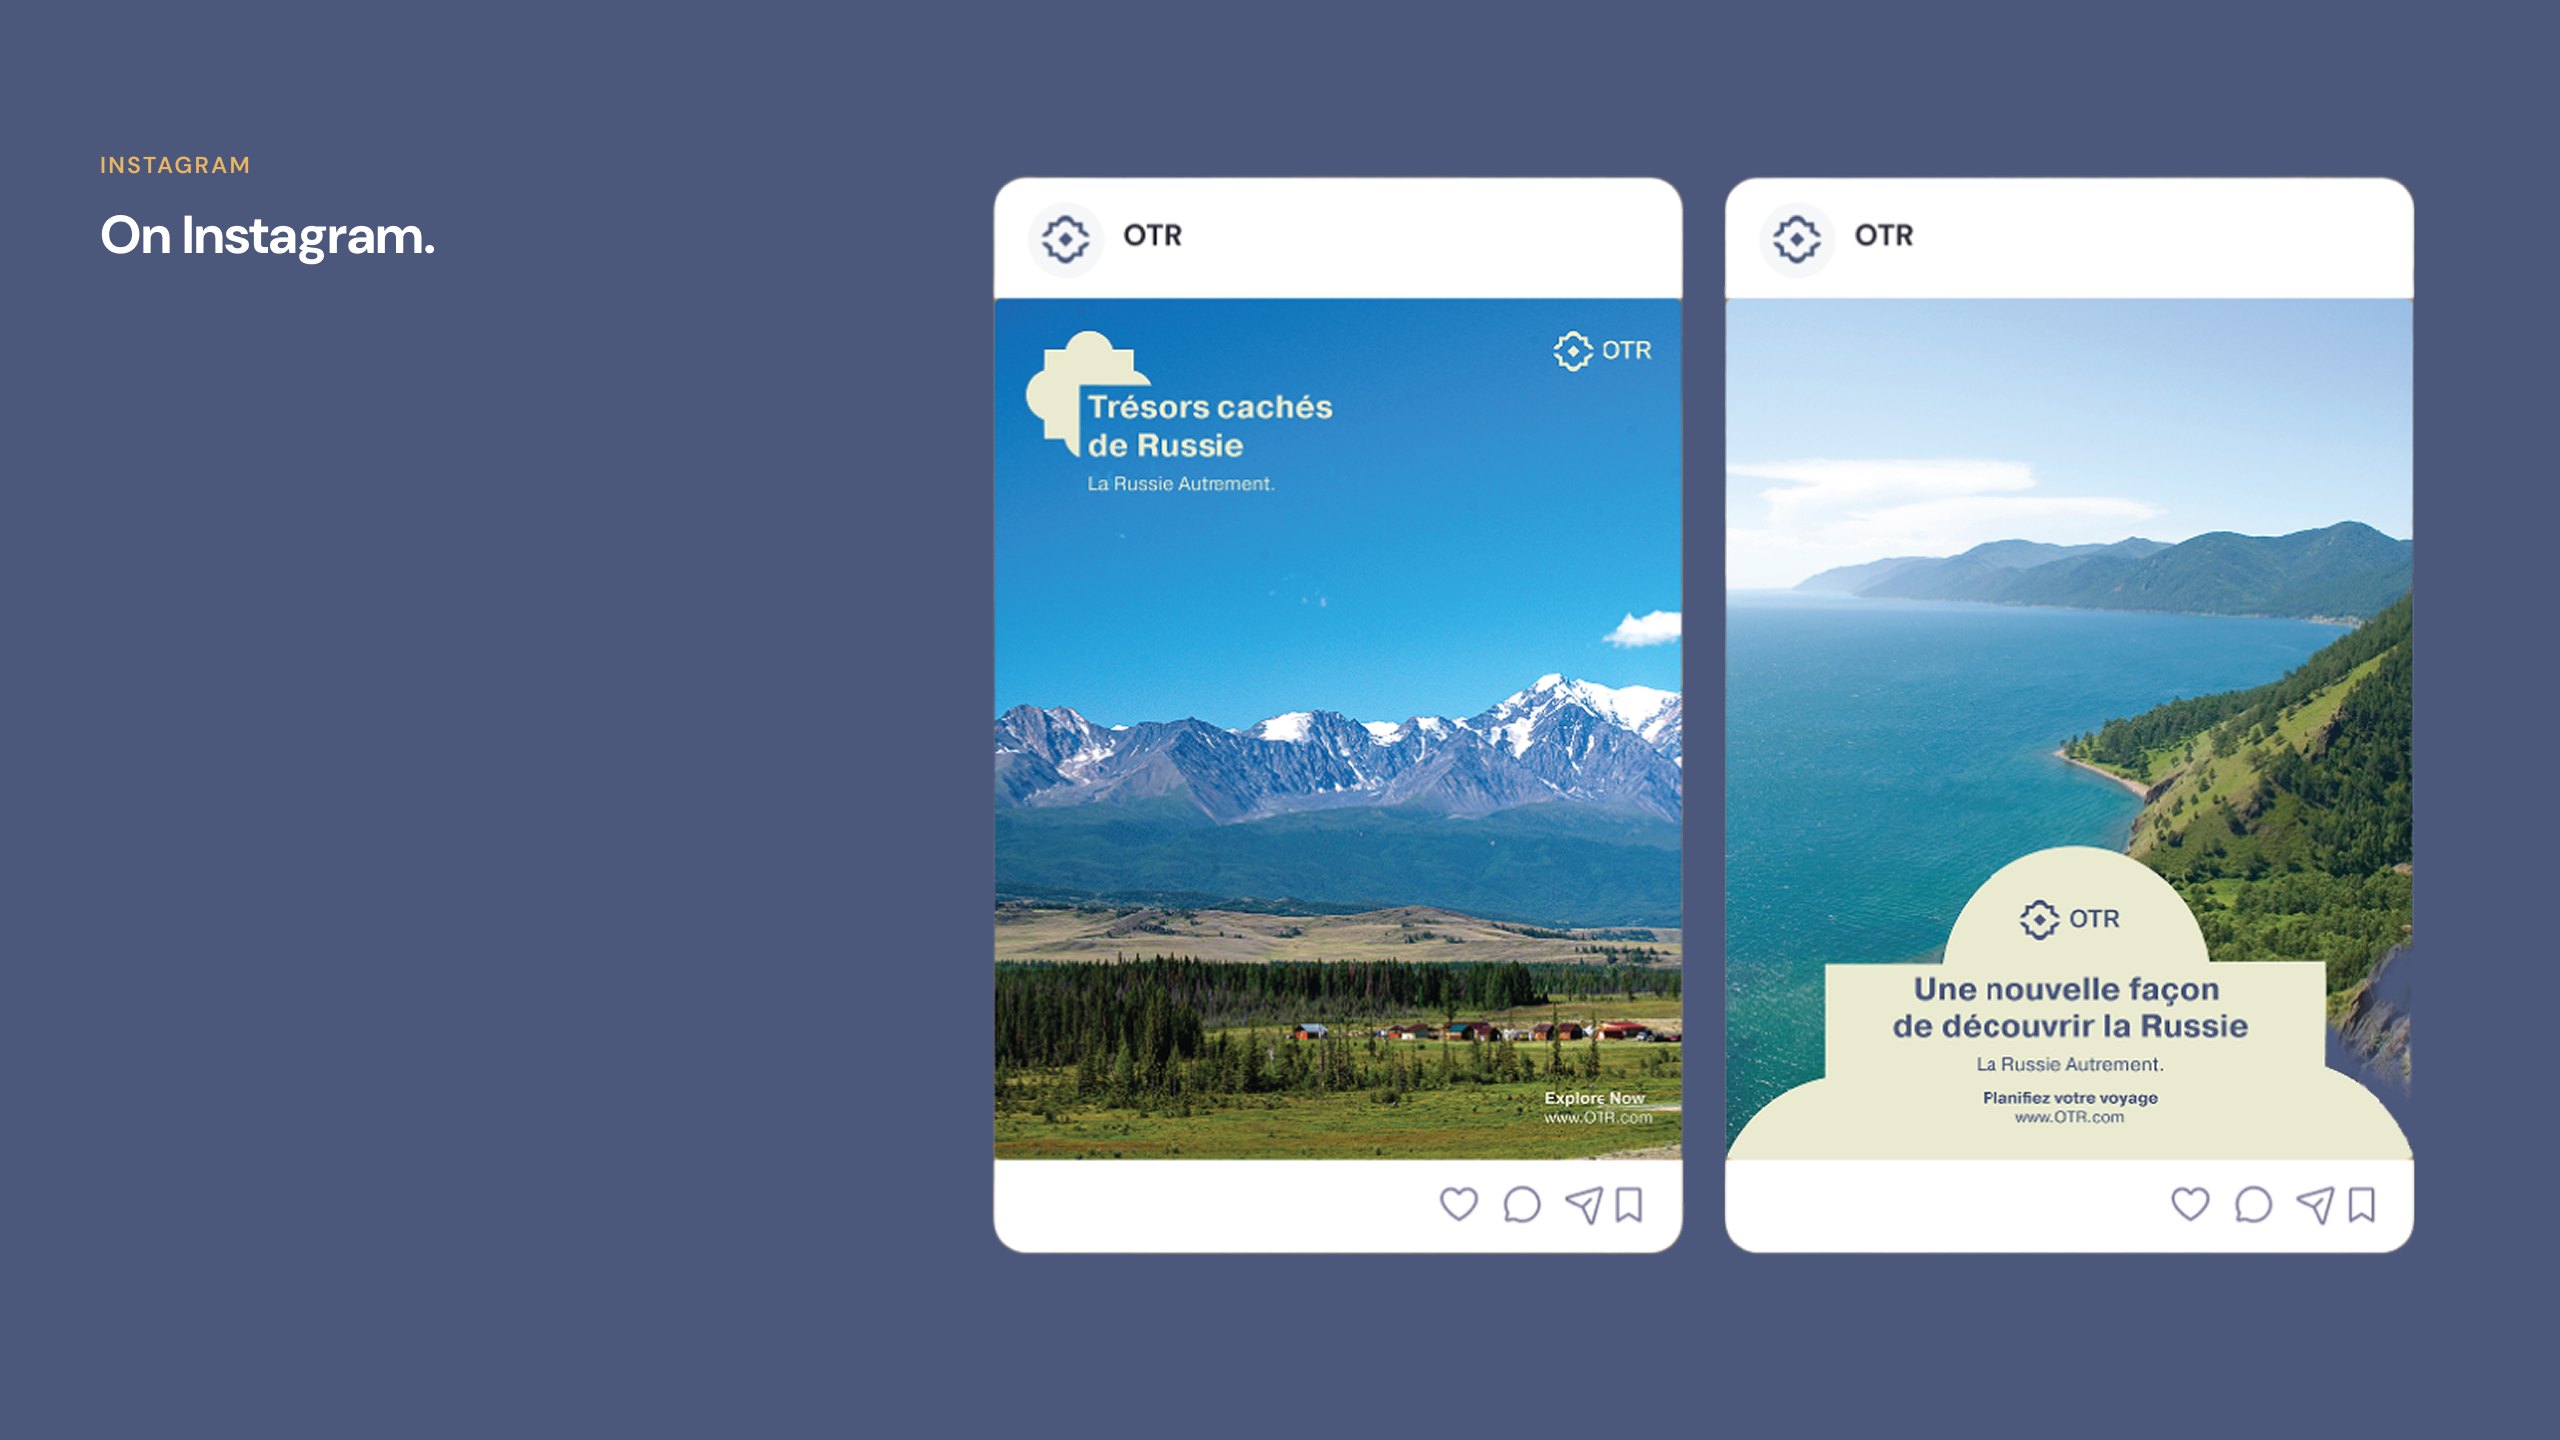 INSTAGRAM
On Instagram.
OTR
OTR
Trésors cachés
de Russie
La Russie Autrement.
Explore Now
www.OTR.com
OTR
OTR
Une nouvelle façon
de découvrir la Russie
La Russie Autrement.
Planifiez votre voyage
www.OTR.com